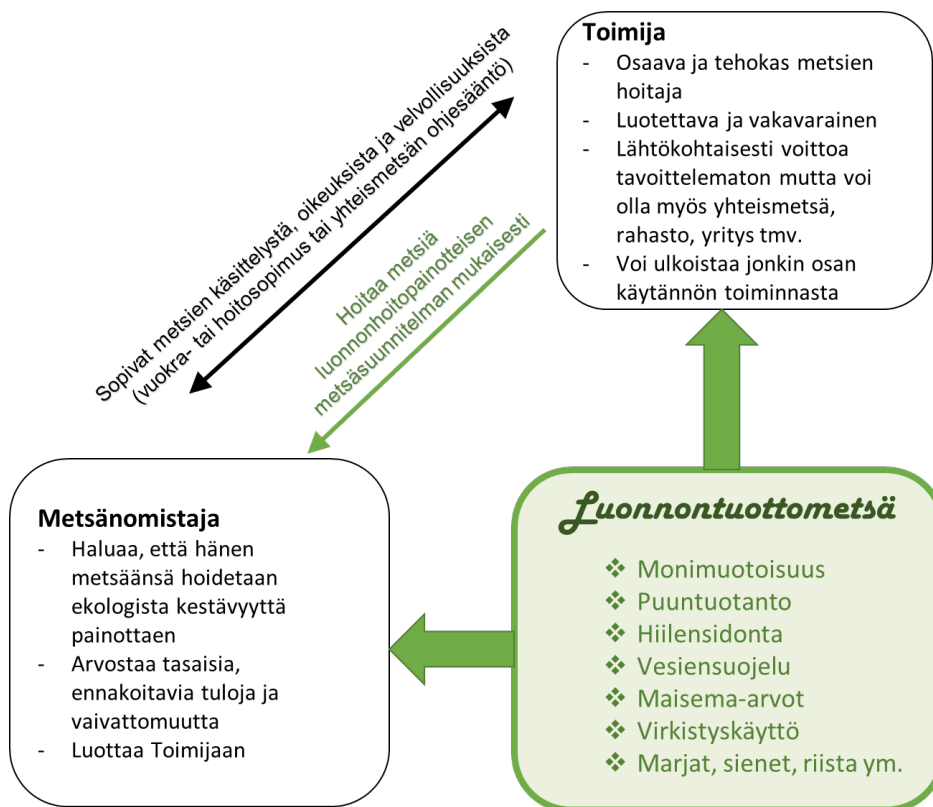 Toimija
- Osaava ja tehokas metsien
hoitaja
- Luotettava ja vakavarainen
- Lähtökohtaisesti voittoa
tavoittelematon mutta voi
olla myös yhteismetsä,
rahasto, yritys tmv.
- Voi ulkoistaa jonkin osan
käytännön toiminnasta
Sopivat metsien käsittelystä, oikeuksista ja velvollisuuksista
(vuokra- tai hoitosopimus tai yhteismetsän ohjesääntö)
Hoitaa metsiä
luonnonhoitopainotteisen
metsäsuunnitelman mukaisesti
Metsänomistaja
- Haluaa, että hänen
metsäänsä hoidetaan
ekologista kestävyyttä
painottaen
- Arvostaa tasaisia,
ennakoitavia tuloja ja
vaivattomuutta
- Luottaa Toimijaan
Luonnontuottometsä
❖ Monimuotoisuus
❖ Puuntuotanto
❖ Hiilensidonta
❖ Vesiensuojelu
❖ Maisema-arvot
❖ Virkistyskäyttö
❖ Marjat, sienet, riista ym.